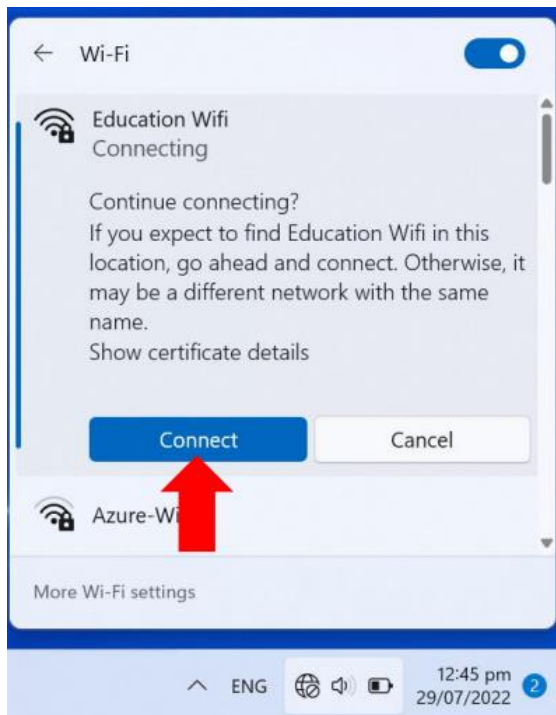 Wi-Fi
Education Wifi
Connecting
Continue connecting?
If you expect to find Education Wifi in this
location, go ahead and connect. Otherwise, it
may be a different network with the same
name.
Show certificate details
Connect
Cancel
Azure-Wi
More Wi-Fi settings
ENG
12:45 pm
29/07/2022
2